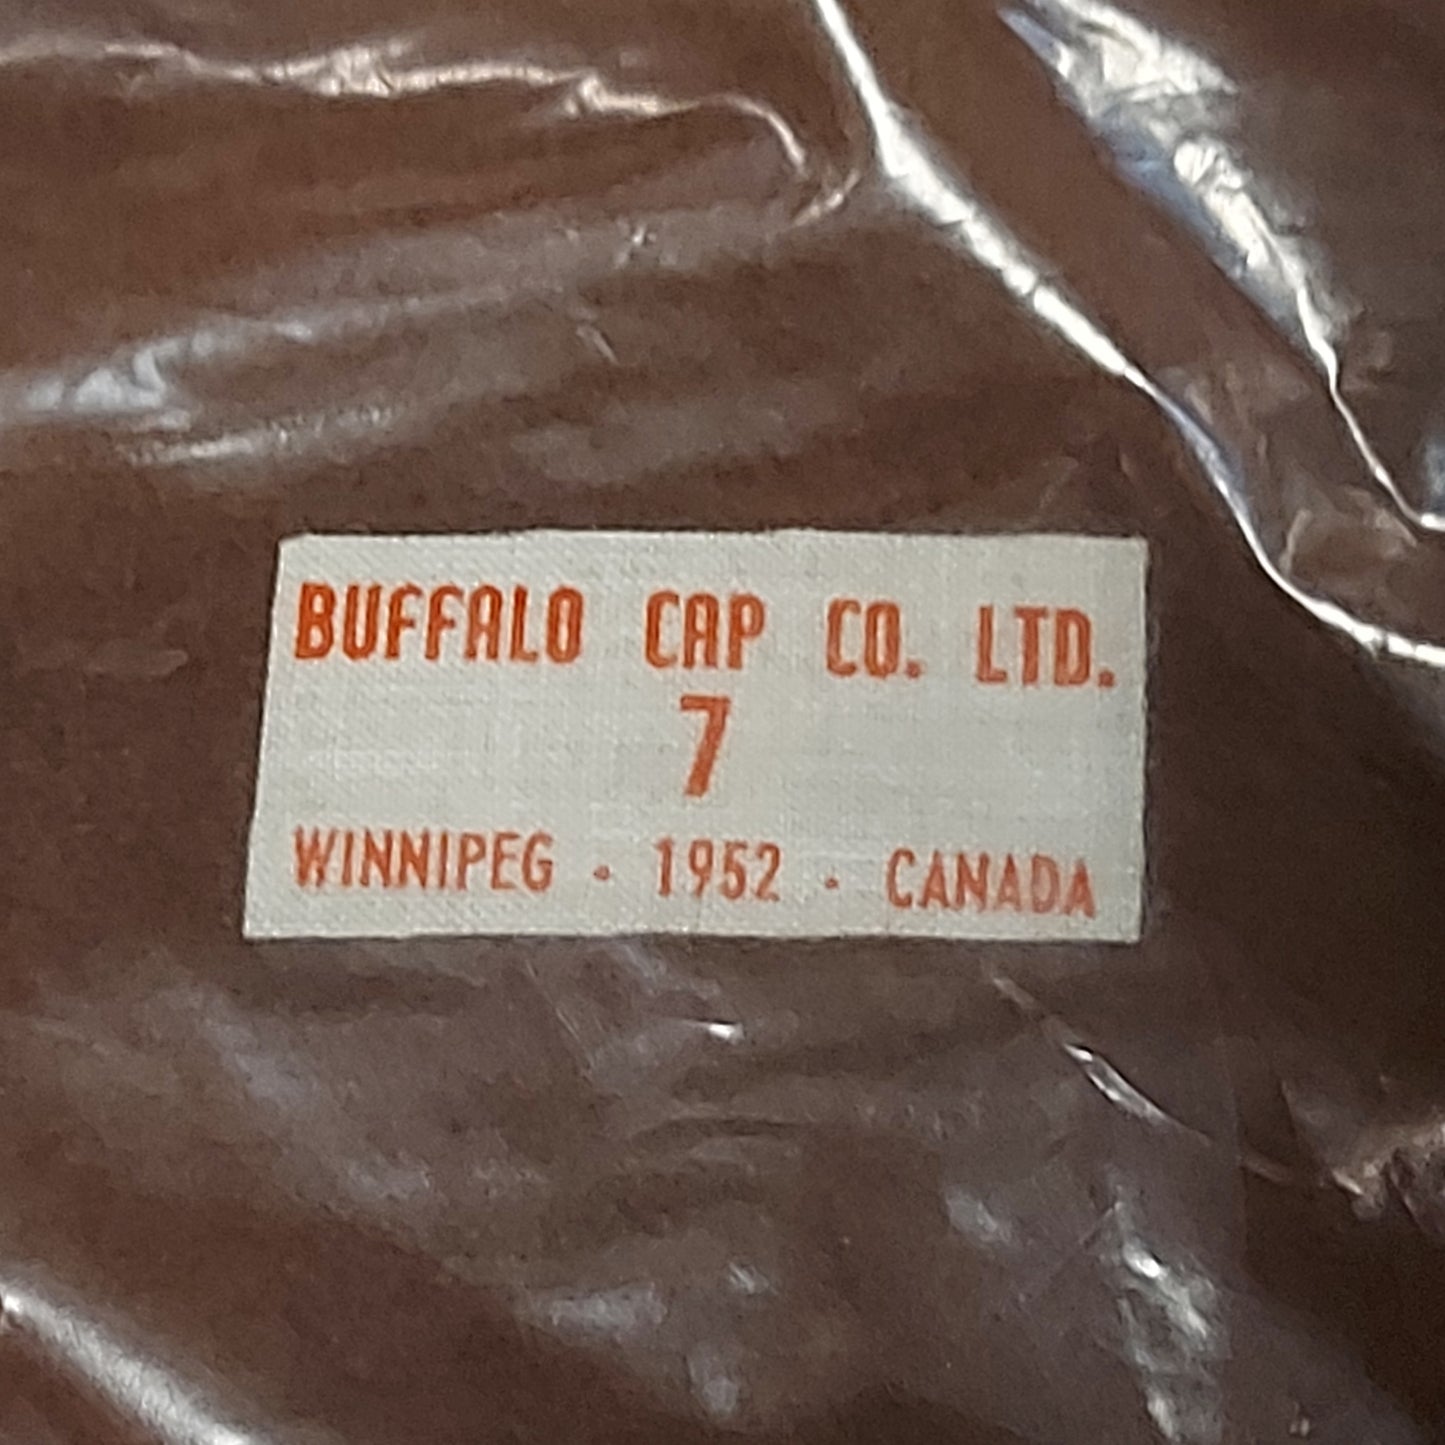 BUFFALO CAP CO. LTD.
7
WINNIPEG · 1952 · CANADA